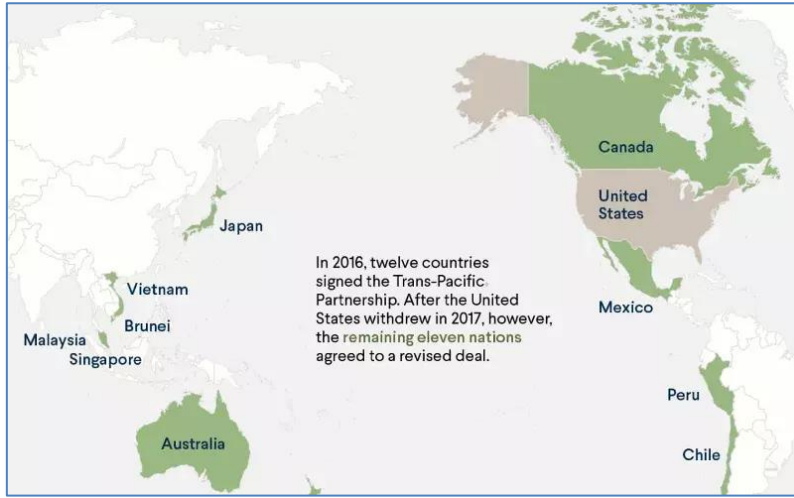 Canada
United
States
Japan
In 2016, twelve countries
signed the Trans-Pacific
Partnership. After the United
States withdrew in 2017, however,
the remaining eleven nations
agreed to a revised deal.
Vietnam
Brunei
Malaysia
Singapore
Mexico
Peru
Australia
Chile